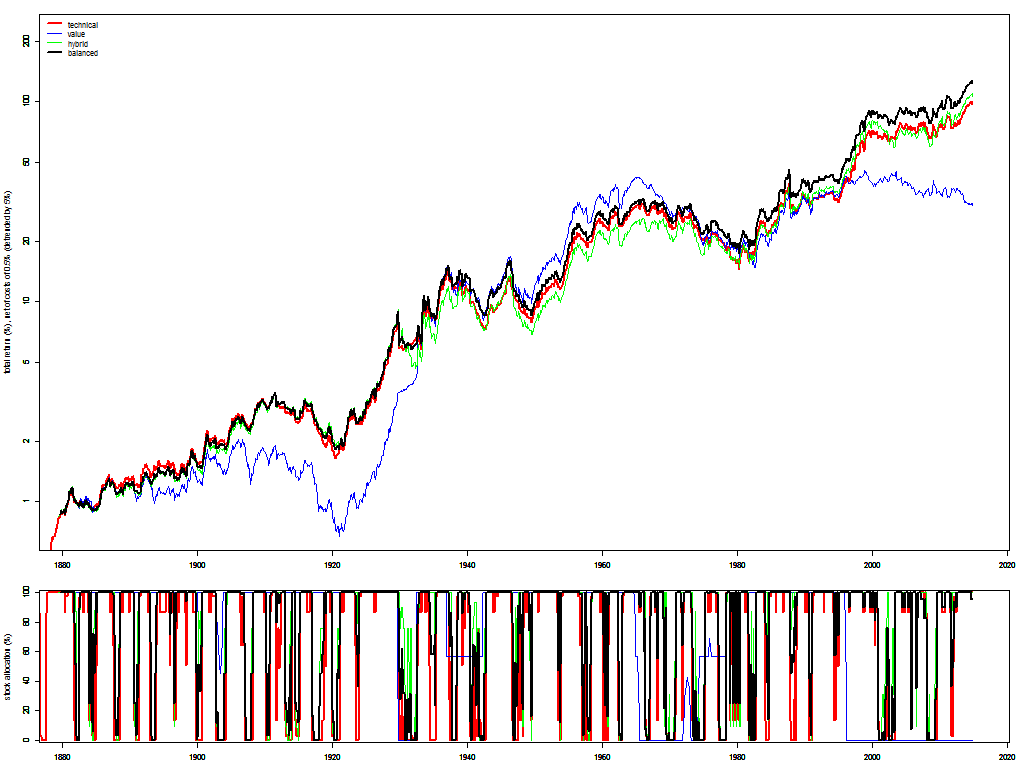 technical
value
hybrid
balanced
200
100
50
20
10
5
2
1
total return (%), net of costs of 0.5% (detrended by 5%)
1880 1900 1920 1940 1960 1980 2000 2020
100
80
60
40
20
0
stock allocation (%)
1880 1900 1920 1940 1960 1980 2000 2020